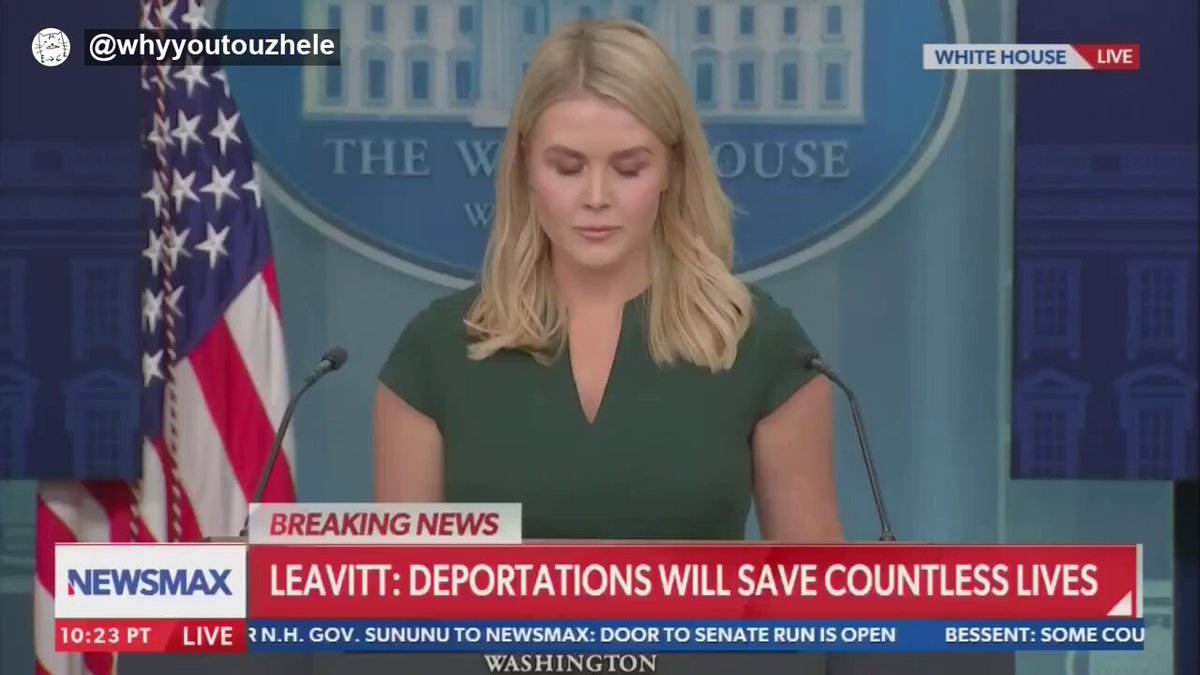 @whyyoutouzhele
WHITE HOUSE LIVE
THE W OUSE
W
BREAKING NEWS
NEWSMAX
LEAVITT: DEPORTATIONS WILL SAVE COUNTLESS LIVES
10:23 PT LIVE
R N.H. GOV. SUNUNU TO NEWSMAX: DOOR TO SENATE RUN IS OPEN BESSENT: SOME COU
WASHINGTON